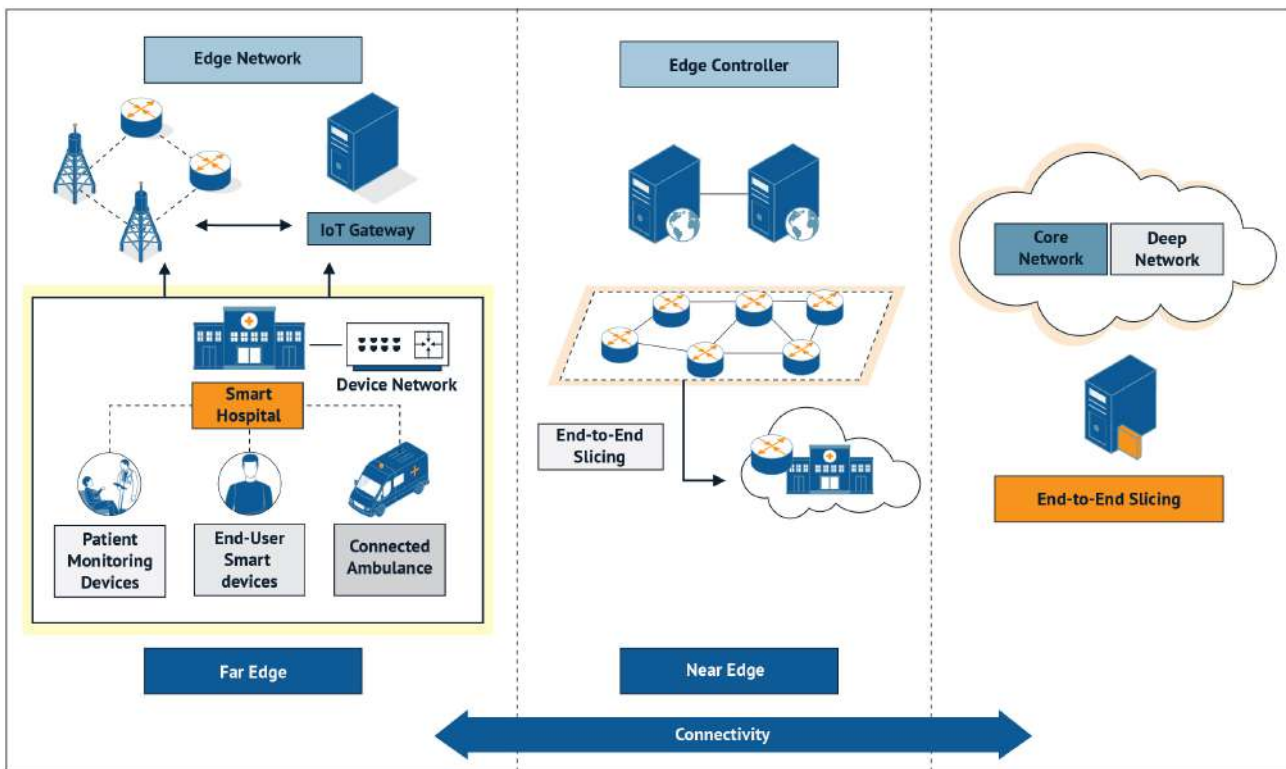 Edge Network
IoT Gateway
Device Network
Smart
Hospital
Patient
Monitoring
Devices
End-User
Smart
devices
Connected
Ambulance
Far Edge
Edge Controller
End-to-End
Slicing
Near Edge
Core
Network
Deep
Network
End-to-End Slicing
Connectivity